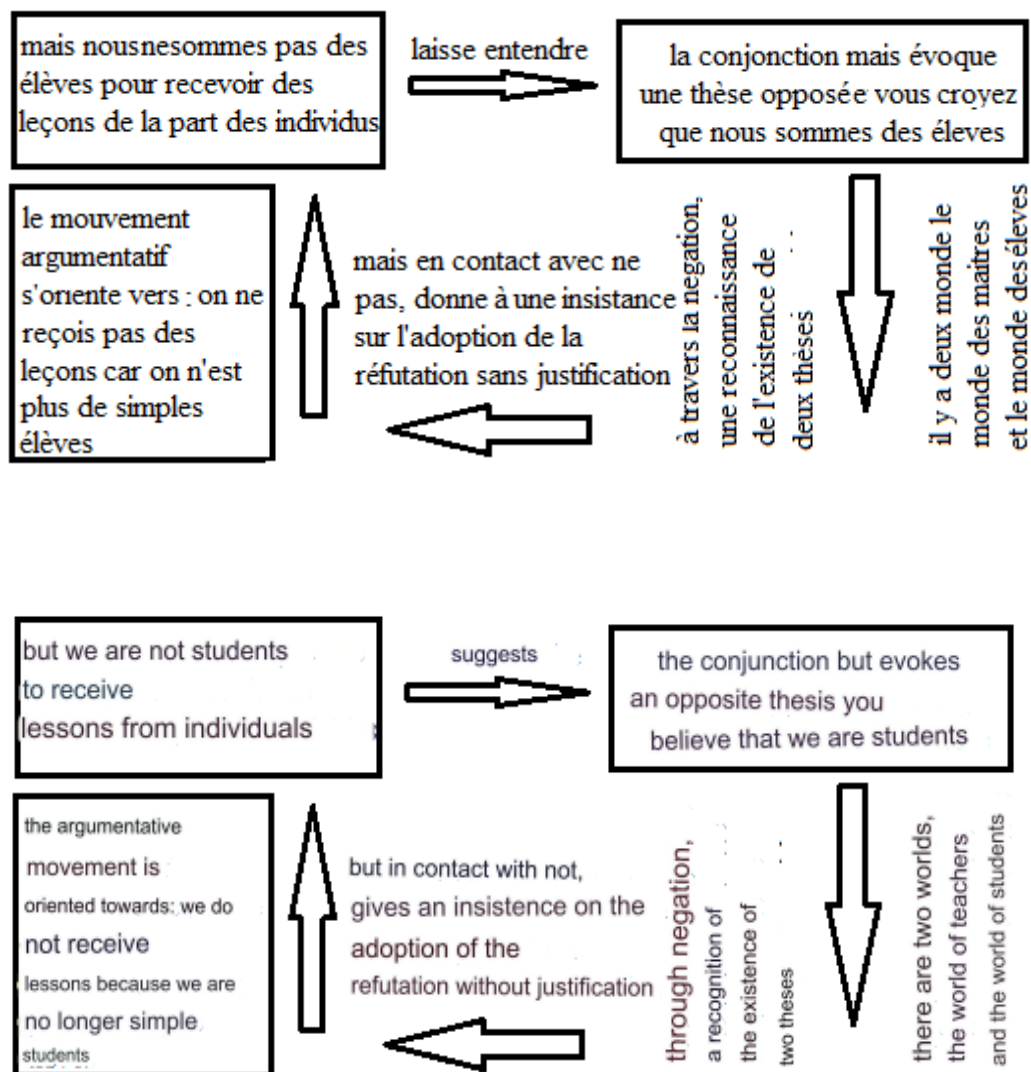 mais nousnesommes pas des
élèves pour recevoir des
leçons de la part des individus
laisse entendre
la conjonction mais évoque
une thèse opposée vous croyez
que nous sommes des éleves
à travers la negation,
une reconnaissance
de l'existence de
deux thèses
il y a deux monde le
monde des maitres
et le monde deséleves
mais en contact avec ne
pas, donne à une insistance
sur l'adoption de la
réfutation sans justification
le mouvement
argumentatif
s'oriente vers : on ne
reçois pas des
leçons car on n'est
plus de simples
élèves
but we are not students
to receive
lessons from individuals
suggests
the conjunction but evokes
an opposite thesis you
believe that we are students
through negation,
a recognition of
the existence of
two theses
there are two worlds,
the world of teachers
and the world of students
but in contact with not,
gives an insistence on the
adoption of the
refutation without justification
the argumentative
movement is
oriented towards: we do
not receive
lessons because we are
no longer simple
students